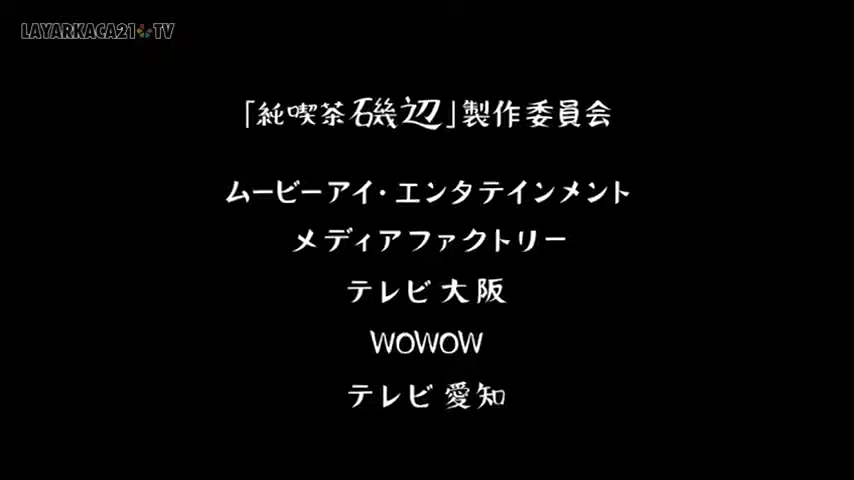 LAYARKACA21 TV
「純喫茶磯辺」製作委員会
ムービーアイ・エンタテインメント
メディアファクトリー
テレビ大阪
WOWOW
テレビ愛知